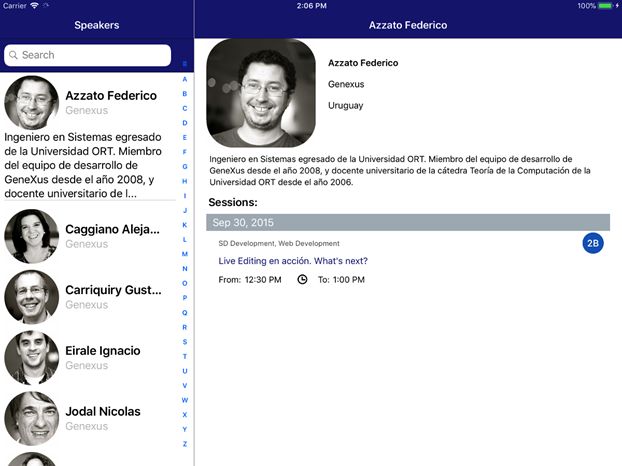 Carrier
2:06 PM
100%
Speakers
Azzato Federico
Search
Azzato Federico
Genexus
Ingeniero en Sistemas egresado
de la Universidad ORT. Miembro
del equipo de desarrollo de
GeneXus desde el año 2008, y
docente universitario de l...
Caggiano Aleja...
Genexus
Carriquiry Gust...
Genexus
Eirale Ignacio
Genexus
Jodal Nicolas
Genexus
#
A
B
C
D
E
F
G
H
I
J
K
L
M
N
O
P
Q
R
S
T
U
V
W
X
Y
Z
Azzato Federico
Genexus
Uruguay
Ingeniero en Sistemas egresado de la Universidad ORT. Miembro del equipo de desarrollo de
GeneXus desde el año 2008, y docente universitario de la cátedra Teoría de la Computación de la
Universidad ORT desde el año 2006.
Sessions:
Sep 30, 2015
SD Development, Web Development
2B
Live Editing en acción. What's next?
From: 12:30 PM To: 1:00 PM